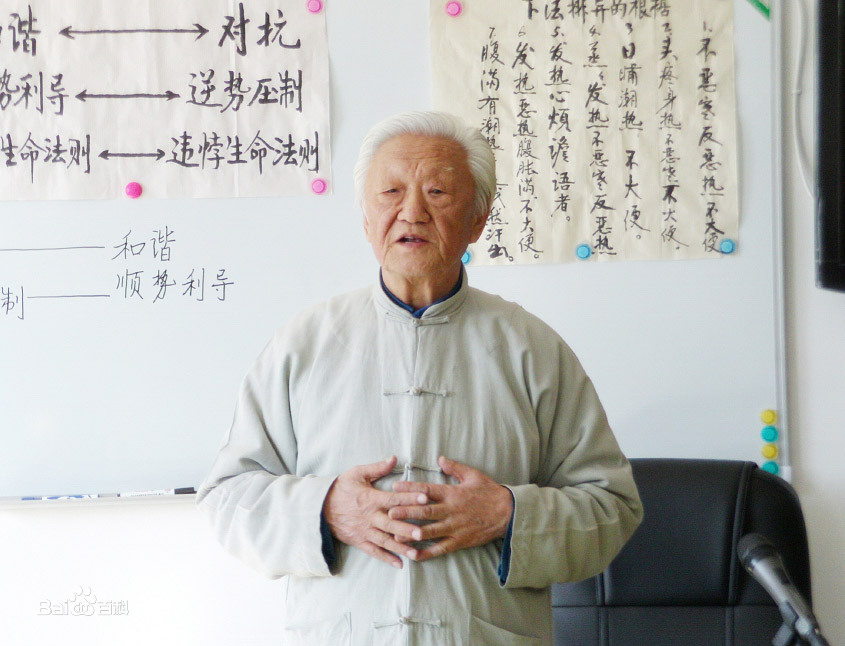 谐 对抗
势利导 逆势压制
生命法则 违悖生命法则
和谐
制 顺势利导
下法排弃的根据
1.不恶寒反恶热不大便
2.头疼身热不恶寒不大便.
3日晡潮热 不大便。
4.蒸蒸发热不恶寒反恶热
5.发热心烦谵语者。
6发热恶热腹胀满不大便。
7.腹满有潮热
汗出。
Bai百科